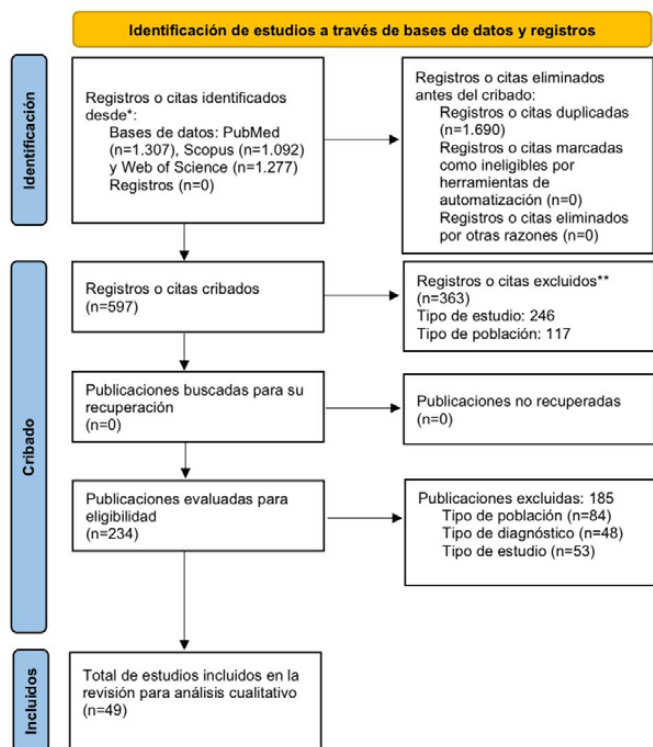 Identificación de estudios a través de bases de datos y registros
Identificación
Registros o citas identificados
desde*:
Bases de datos: PubMed
(n=1.307), Scopus (n=1.092)
y Web of Science (n=1.277)
Registros (n=0)
Registros o citas eliminados
antes del cribado:
Registros o citas duplicadas
(n=1.690)
Registros o citas marcadas
como ineligibles por
herramientas de
automatización (n=0)
Registros o citas eliminados
por otras razones (n=0)
Cribado
Registros o citas cribados
(n=597)
Registros o citas excluidos**
(n=363)
Tipo de estudio: 246
Tipo de población: 117
Publicaciones buscadas para su
recuperación
(n=0)
Publicaciones no recuperadas
(n=0)
Publicaciones evaluadas para
eligibilidad
(n=234)
Publicaciones excluidas: 185
Tipo de población (n=84)
Tipo de diagnóstico (n=48)
Tipo de estudio (n=53)
Incluidos
Total de estudios incluidos en la
revisión para análisis cualitativo
(n=49)